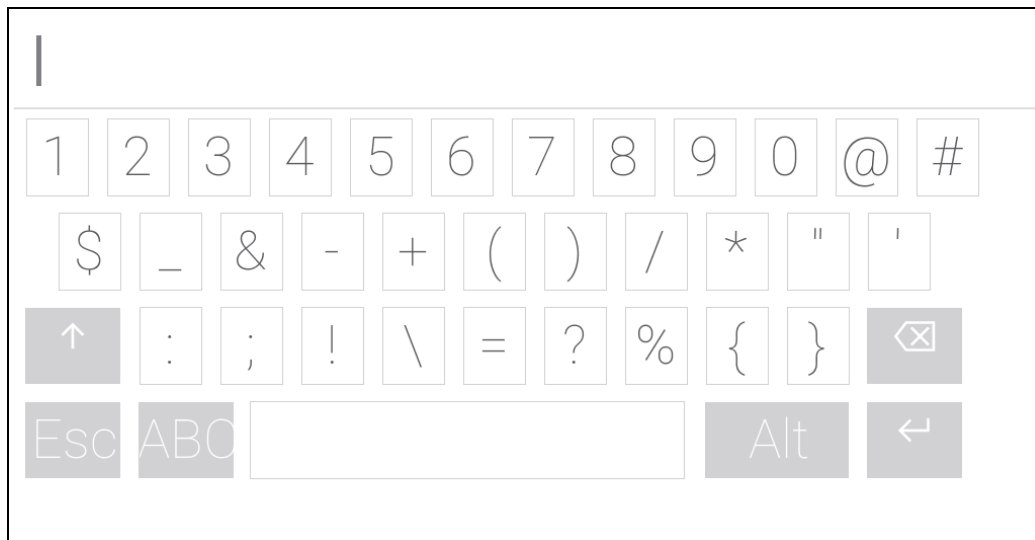 1 2 3 4 5 6 7 8 9 0 @ #
$ _ & - + ( ) / * " '
↑ : ; ! \ = ? % { } ⌫
Esc ABC Alt ↵